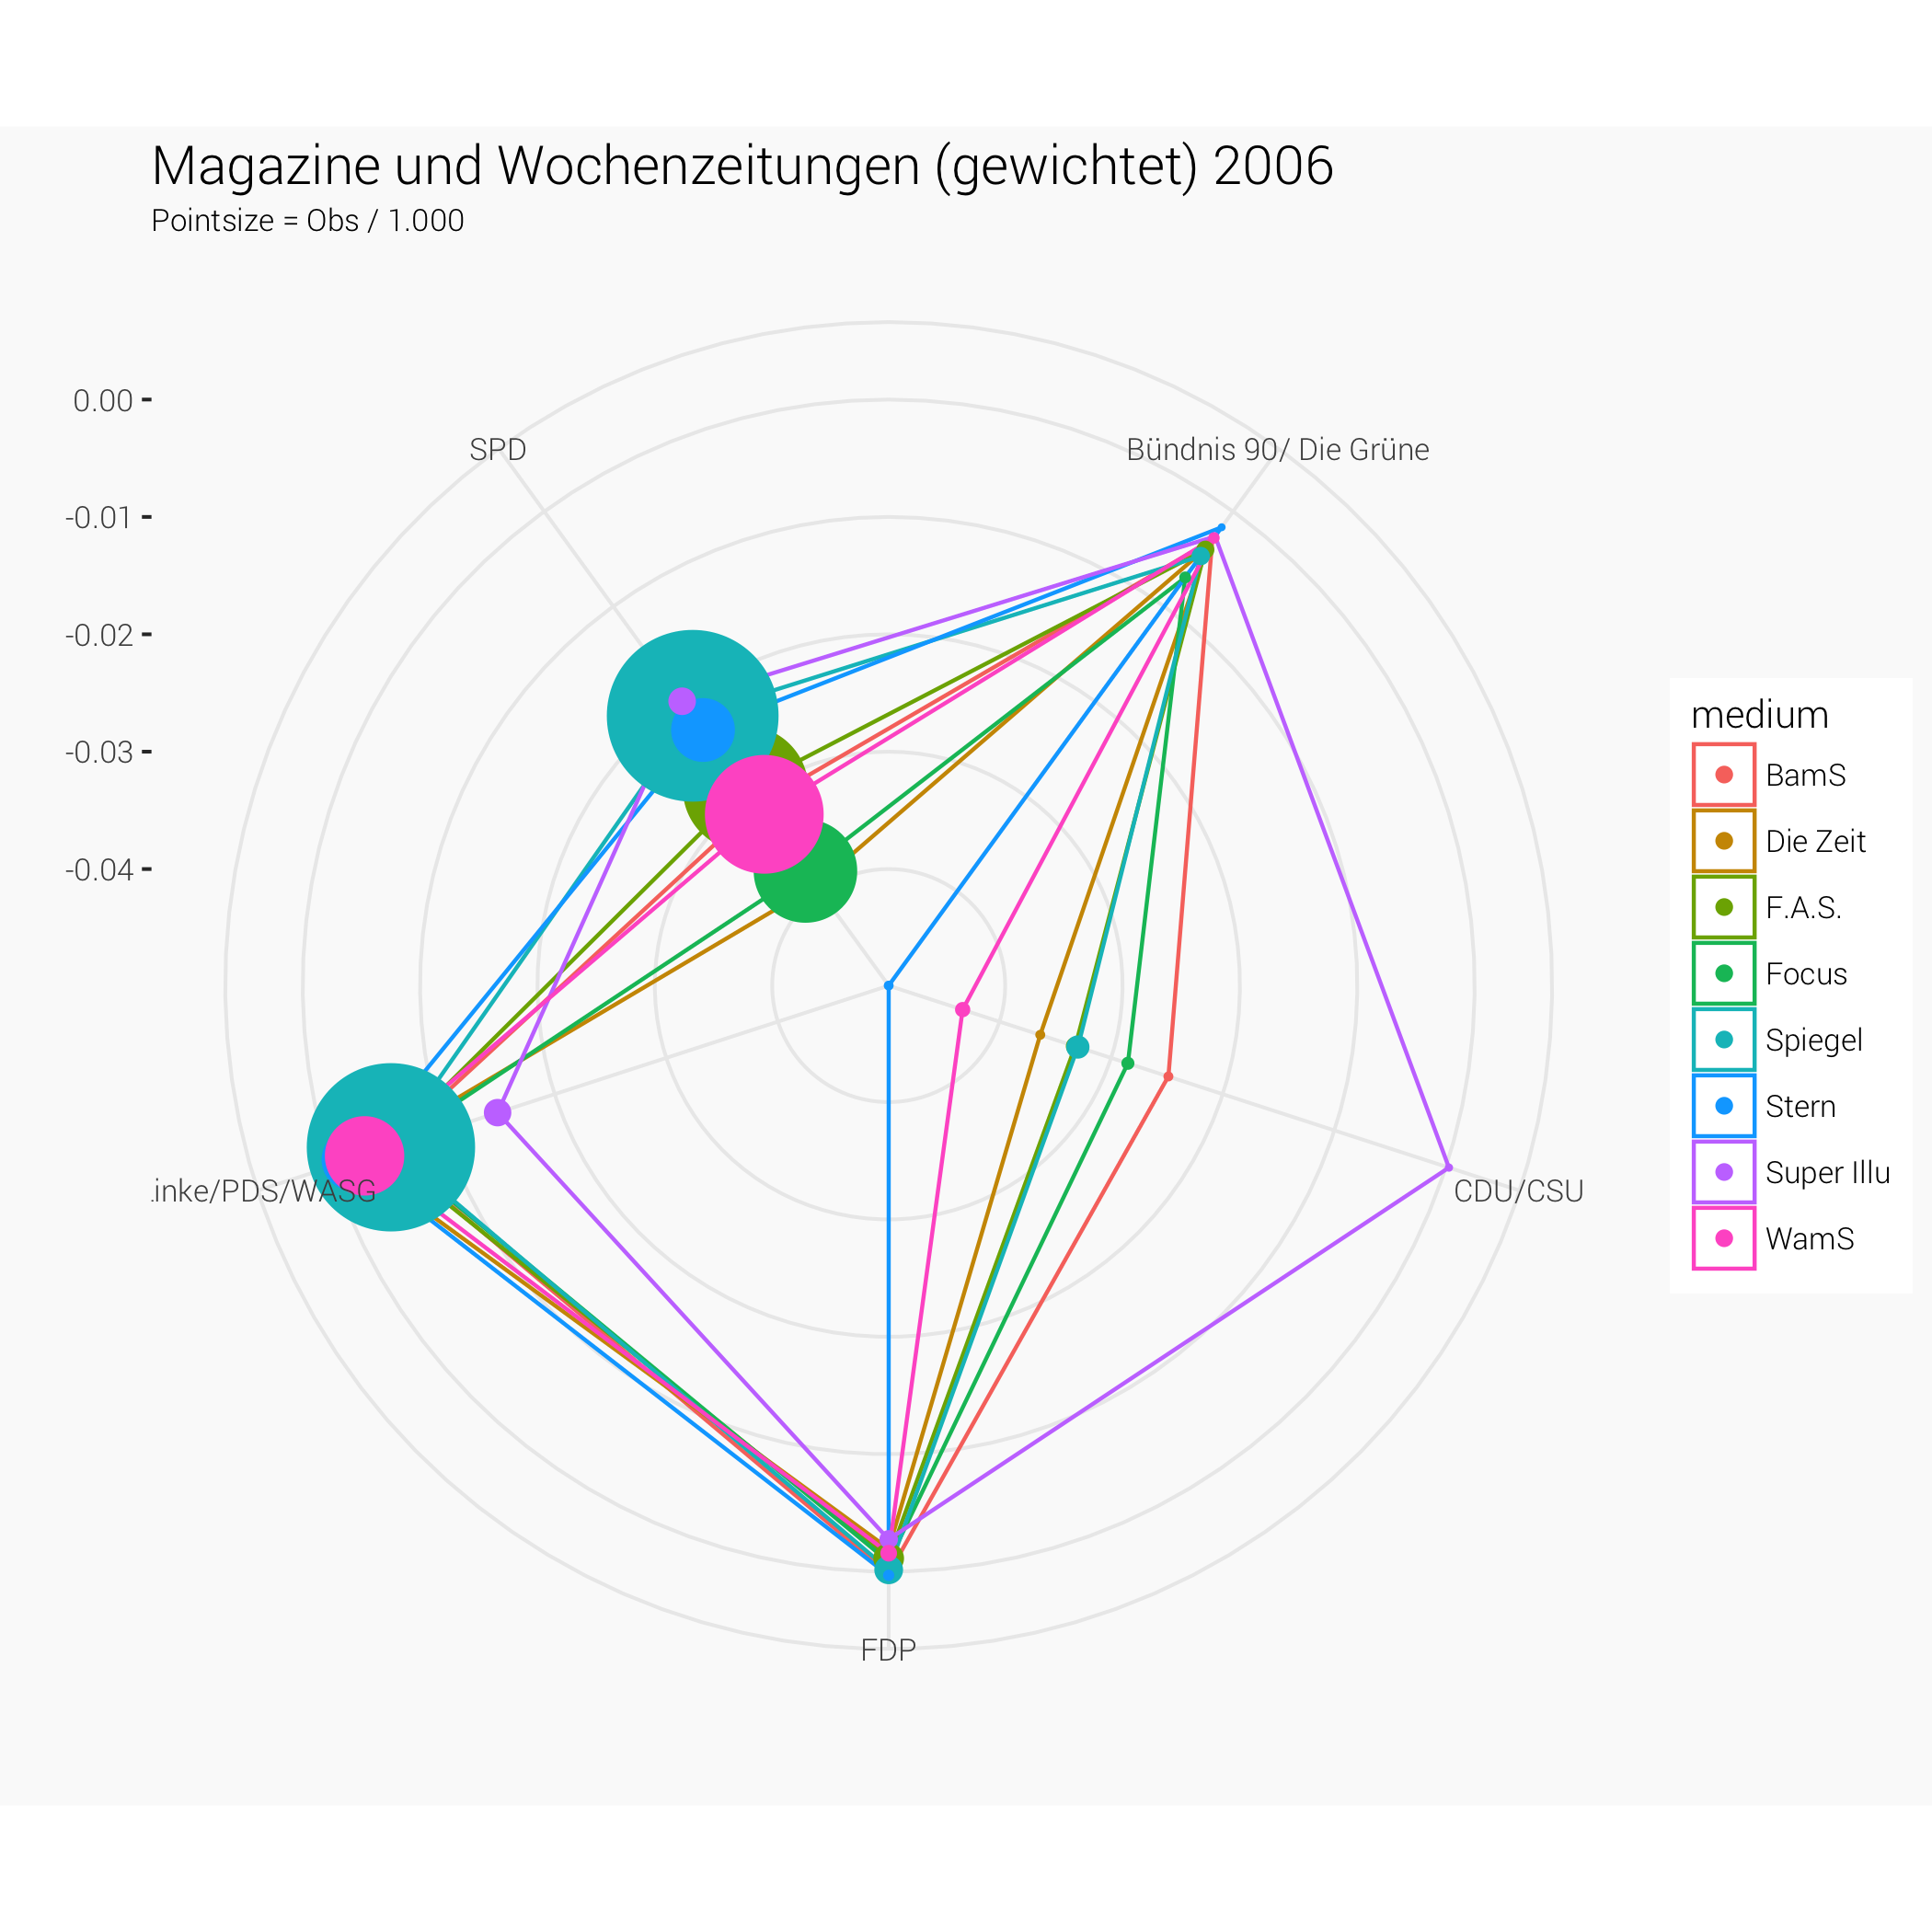 Magazine und Wochenzeitungen (gewichtet) 2006
Pointsize = Obs / 1.000
0.00
-0.01
-0.02
-0.03
-0.04
SPD
Bündnis 90/ Die Grüne
.inke/PDS/WASG
CDU/CSU
FDP
medium
BamS
Die Zeit
F.A.S.
Focus
Spiegel
Stern
Super Illu
WamS